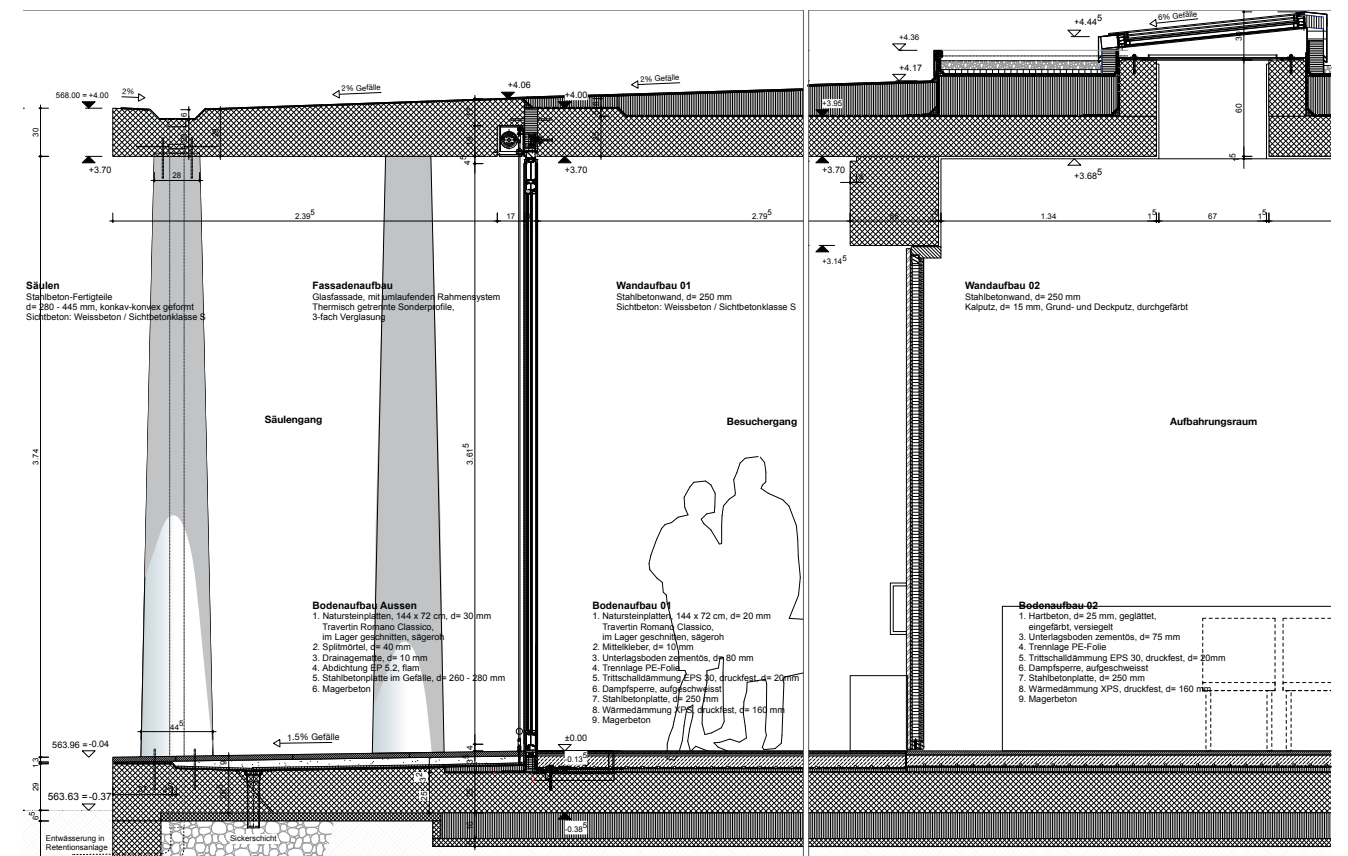 +4.44⁵
6% Gefälle
+4.36
+4.17
+4.06
2% Gefälle
2% Gefälle
2%
568.00 = +4.00
+4.00
+3.95
30
60
+3.70
+3.70
+3.70
+3.68⁵
28
2.39⁵
17
2.79⁵
1.34
1⁵
67
1⁵
+3.14⁵
Säulen
Stahlbeton-Fertigteile
d= 280 - 445 mm, konkav-konvex geformt
Sichtbeton: Weissbeton / Sichtbetonklasse S
Fassadenaufbau
Glasfassade, mit umlaufenden Rahmensystem
Thermisch getrennte Sonderprofile,
3-fach Verglasung
Wandaufbau 01
Stahlbetonwand, d= 250 mm
Sichtbeton: Weissbeton / Sichtbetonklasse S
Wandaufbau 02
Stahlbetonwand, d= 250 mm
Kalputz, d= 15 mm, Grund- und Deckputz, durchgefärbt
Säulengang
Besuchergang
Aufbahrungsraum
3.74
3.61⁵
Bodenaufbau Aussen
1. Natursteinplatten, 144 x 72 cm, d= 30 mm
Travertin Romano Classico,
im Lager geschnitten, sägeroh
2. Splitmörtel, d= 40 mm
3. Drainagematte, d= 10 mm
4. Abdichtung EP 5.2, flam
5. Stahlbetonplatte im Gefälle, d= 260 - 280 mm
6. Magerbeton
Bodenaufbau 01
1. Natursteinplatten, 144 x 72 cm, d= 20 mm
Travertin Romano Classico,
im Lager geschnitten, sägeroh
2. Mittelkleber, d= 10 mm
3. Unterlagsboden zementös, d= 80 mm
4. Trennlage PE-Folie
5. Trittschalldämmung EPS 30, druckfest, d= 20mm
6. Dampfsperre, aufgeschweisst
7. Stahlbetonplatte, d= 250 mm
8. Wärmedämmung XPS, druckfest, d= 160 mm
9. Magerbeton
Bodenaufbau 02
1. Hartbeton, d= 25 mm, geglättet,
eingefärbt, versiegelt
3. Unterlagsboden zementös, d= 75 mm
4. Trennlage PE-Folie
5. Trittschalldämmung EPS 30, druckfest, d= 20mm
6. Dampfsperre, aufgeschweisst
7. Stahlbetonplatte, d= 250 mm
8. Wärmedämmung XPS, druckfest, d= 160 mm
9. Magerbeton
44⁵
1.5% Gefälle
563.96 = -0.04
±0.00
-0.13⁵
13
29
563.63 = -0.37
6⁵
-0.38⁵
Entwässerung in
Retentionsanlage
Sickerschicht